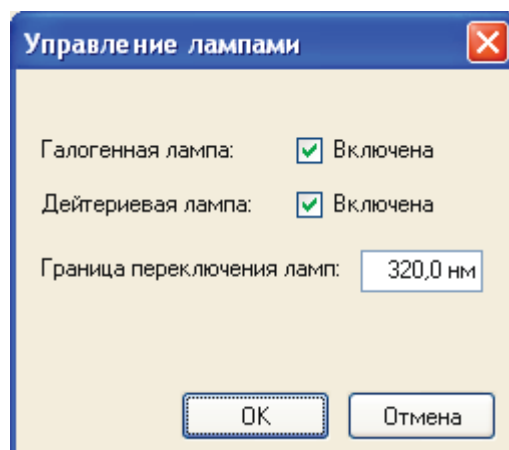 Управление лампами
Галогенная лампа: Включена
Дейтериевая лампа: Включена
Граница переключения ламп: 320,0 нм
OK Отмена